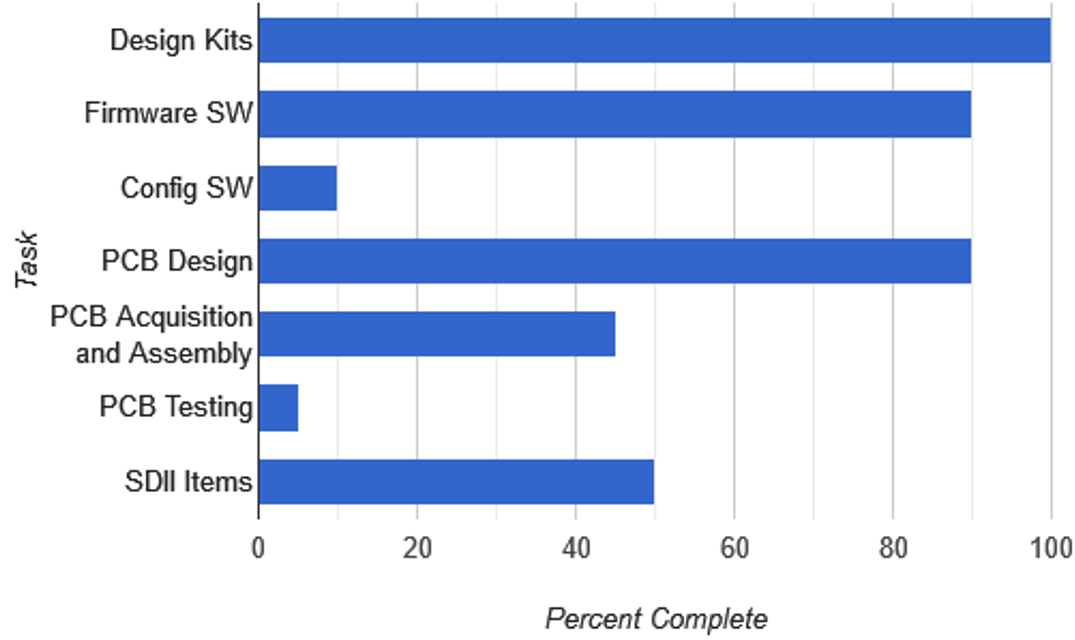 Design Kits
Firmware SW
Config SW
Task
PCB Design
PCB Acquisition
and Assembly
PCB Testing
SDII Items
0 20 40 60 80 100
Percent Complete